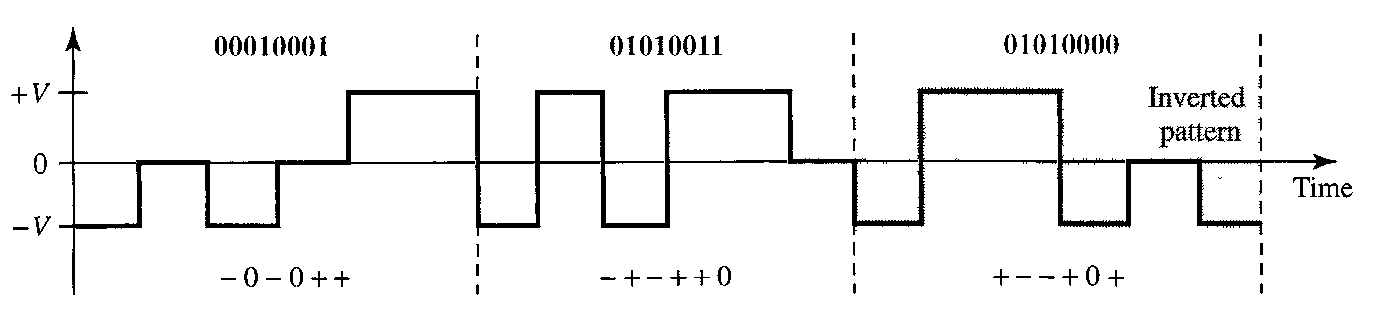 00010001 01010011 01010000
+V
Inverted
pattern
0
Time
−V
− 0 − 0 + + − + − + + 0 + − − + 0 +